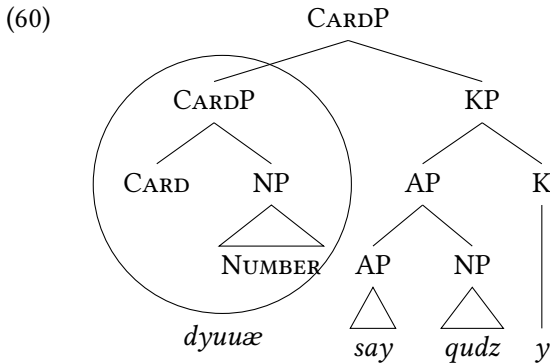 (60) CARDP
CARDP KP
CARD NP AP K
NUMBER AP NP
dyuuæ say qudz y